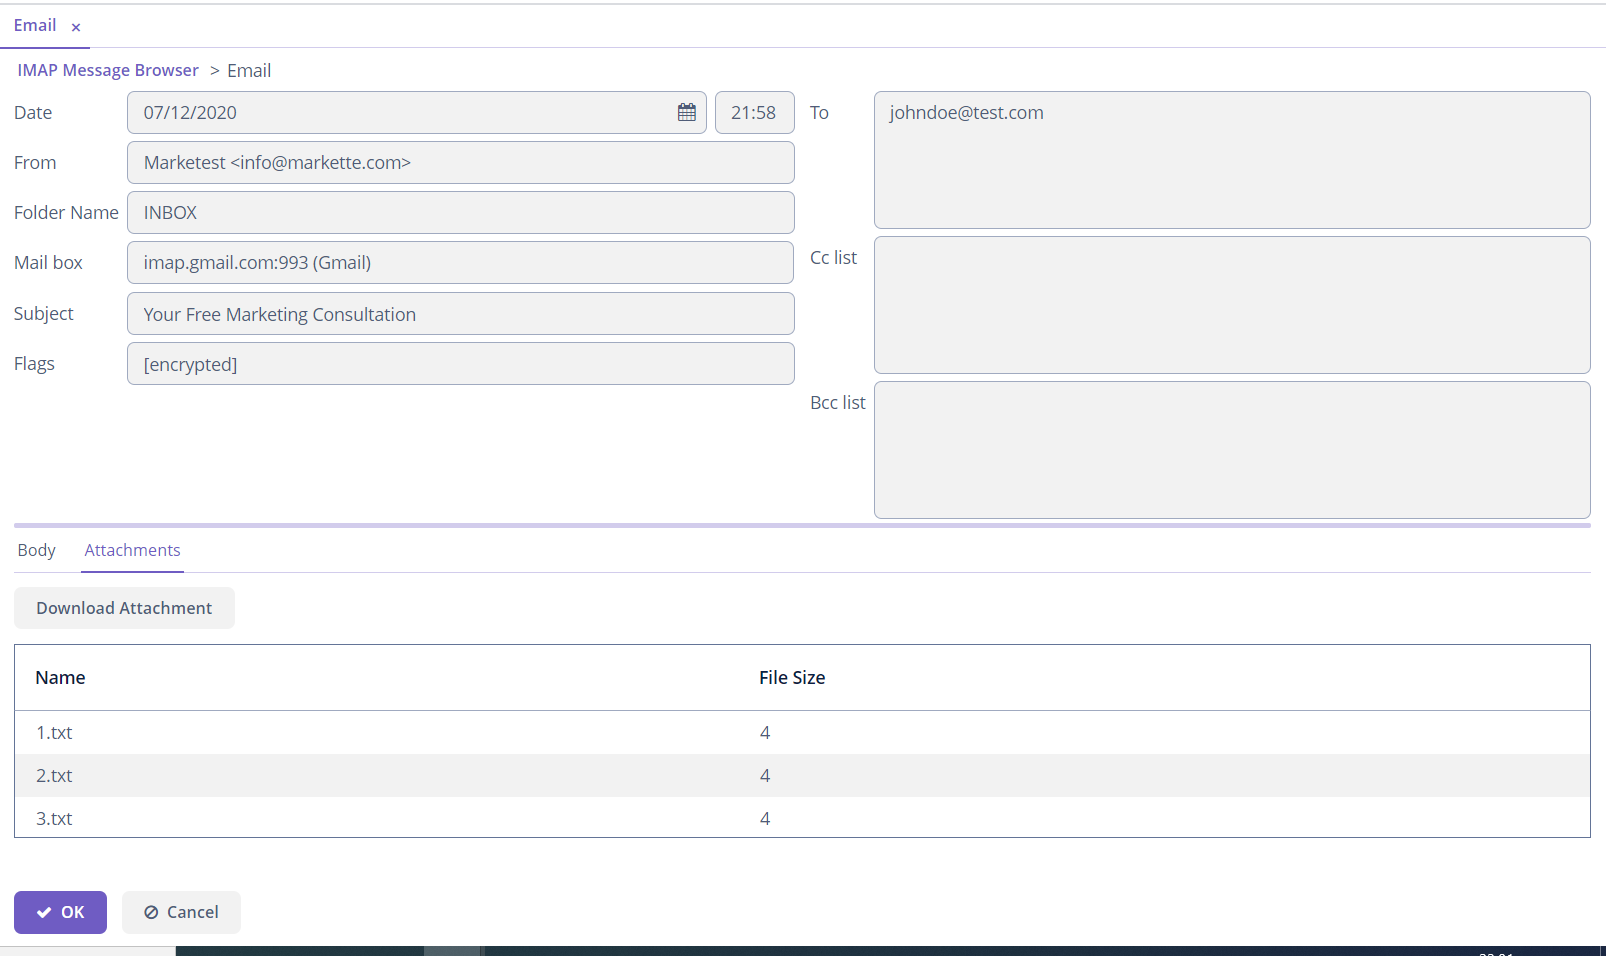 Email ×
IMAP Message Browser > Email
Date 07/12/2020 21:58
From Marketest <info@markette.com>
Folder Name INBOX
Mail box imap.gmail.com:993 (Gmail)
Subject Your Free Marketing Consultation
Flags [encrypted]
To johndoe@test.com
Cc list
Bcc list
Body Attachments
Download Attachment
Name File Size
1.txt 4
2.txt 4
3.txt 4
OK Cancel